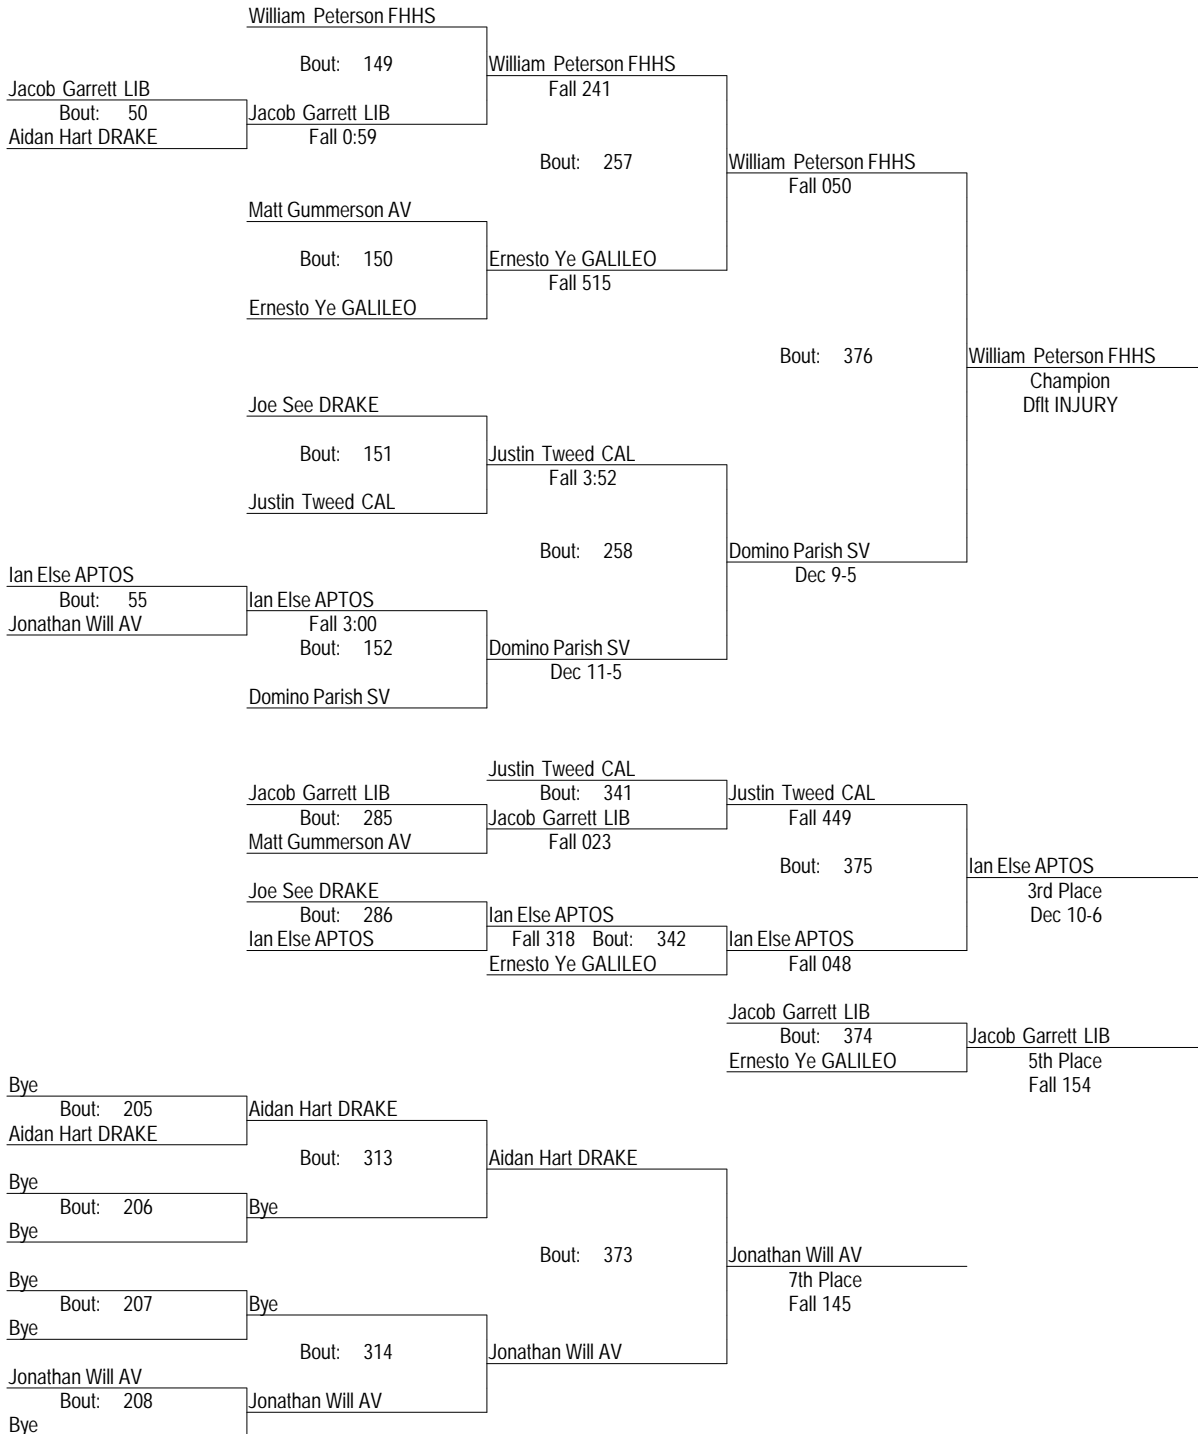 William Peterson FHHS
Bout: 149
William Peterson FHHS
Jacob Garrett LIB
Fall 241
Bout: 50
Jacob Garrett LIB
Aidan Hart DRAKE
Fall 0:59
Bout: 257
William Peterson FHHS
Fall 050
Matt Gummerson AV
Bout: 150
Ernesto Ye GALILEO
Fall 515
Ernesto Ye GALILEO
Bout: 376
William Peterson FHHS
Champion
Dflt INJURY
Joe See DRAKE
Bout: 151
Justin Tweed CAL
Fall 3:52
Justin Tweed CAL
Bout: 258
Domino Parish SV
Dec 9-5
Ian Else APTOS
Bout: 55
Ian Else APTOS
Jonathan Will AV
Fall 3:00
Bout: 152
Domino Parish SV
Dec 11-5
Domino Parish SV
Justin Tweed CAL
Jacob Garrett LIB
Bout: 341
Justin Tweed CAL
Bout: 285
Jacob Garrett LIB
Fall 449
Matt Gummerson AV
Fall 023
Bout: 375
Ian Else APTOS
3rd Place
Dec 10-6
Joe See DRAKE
Bout: 286
Ian Else APTOS
Ian Else APTOS
Fall 318 Bout: 342
Ian Else APTOS
Ernesto Ye GALILEO
Fall 048
Jacob Garrett LIB
Bout: 374
Jacob Garrett LIB
Ernesto Ye GALILEO
5th Place
Fall 154
Bye
Bout: 205
Aidan Hart DRAKE
Aidan Hart DRAKE
Bout: 313
Aidan Hart DRAKE
Bye
Bout: 206
Bye
Bye
Bout: 373
Jonathan Will AV
7th Place
Fall 145
Bye
Bout: 207
Bye
Bye
Bout: 314
Jonathan Will AV
Jonathan Will AV
Bout: 208
Jonathan Will AV
Bye